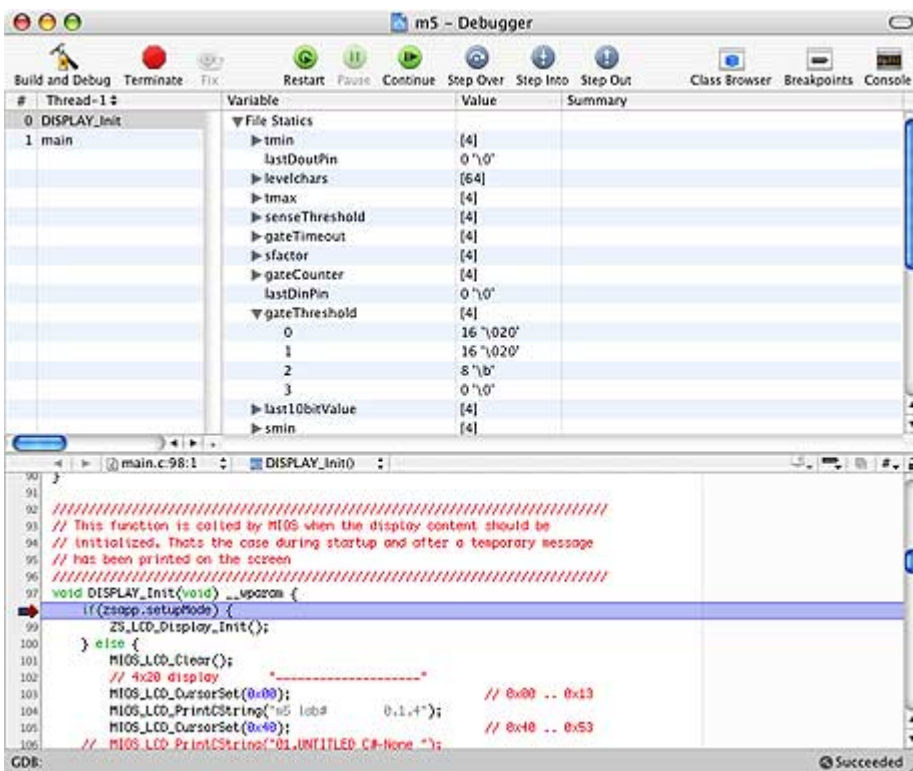 m5 – Debugger
Build and Debug Terminate Fix Restart Pause Continue Step Over Step Into Step Out Class Browser Breakpoints Console
# Thread-1 Variable Value Summary
0 DISPLAY_Init
1 main
File Statics
tmin [4]
lastDoutPin 0 '\0'
levelchars [64]
tmax [4]
senseThreshold [4]
gateTimeout [4]
sfactor [4]
gateCounter [4]
lastDinPin 0 '\0'
gateThreshold [4]
0 16 '\020'
1 16 '\020'
2 8 '\b'
3 0 '\0'
last10bitValue [4]
smin [4]
main.c:98:1 DISPLAY_Init()
90 }
91
92 ////////////////////////////////////////////////////////////////////////////
93 // This function is called by MIOS when the display content should be
94 // initialized. Thats the case during startup and after a temporary message
95 // has been printed on the screen
96 ////////////////////////////////////////////////////////////////////////////
97 void DISPLAY_Init(void) __wparam {
if(zsapp.setupMode) {
99 ZS_LCD_Display_Init();
100 } else {
101 MIOS_LCD_Clear();
102 // 4x20 display "--------------------"
103 MIOS_LCD_CursorSet(0x00); // 0x00 .. 0x13
104 MIOS_LCD_PrintCString("m5 lab# 0.1.4");
105 MIOS_LCD_CursorSet(0x40); // 0x40 .. 0x53
106 // MIOS_LCD_PrintCString("01.UNTITLED C#-None ");
GDB: Succeeded